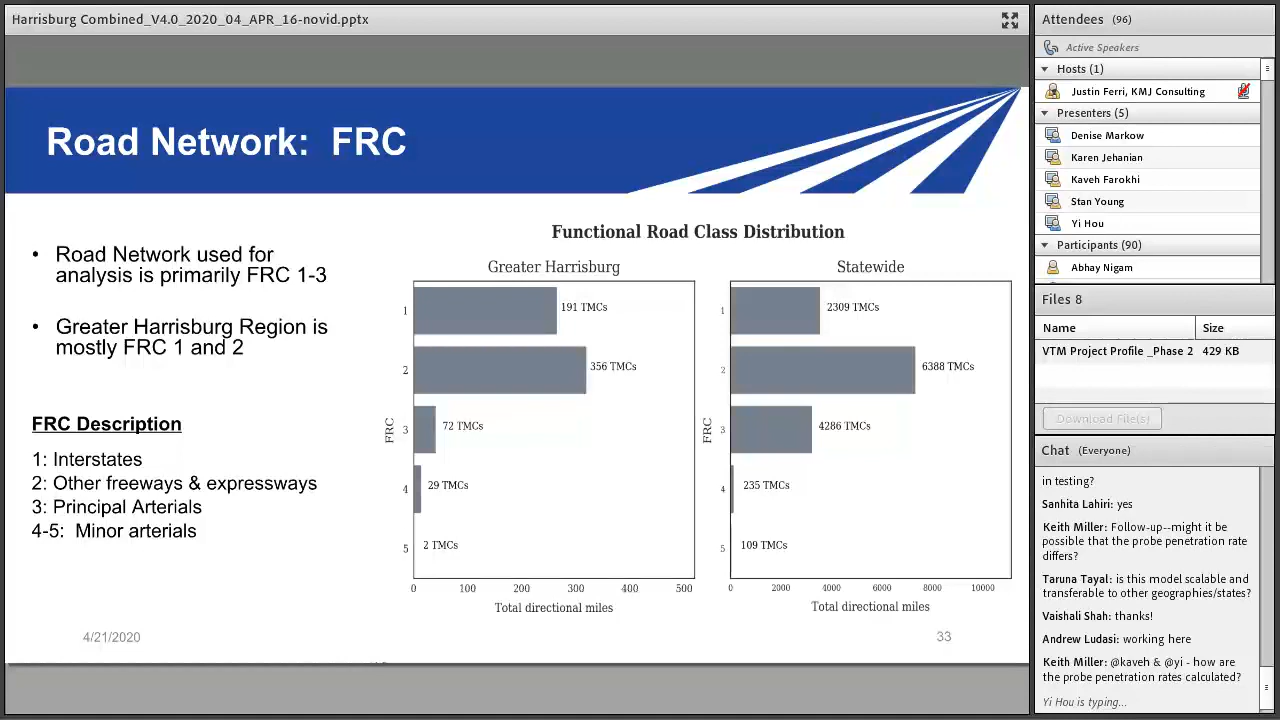 Harrisburg Combined_V4.0_2020_04_APR_16-novid.pptx
Road Network:  FRC
• Road Network used for
analysis is primarily FRC 1-3
• Greater Harrisburg Region is
mostly FRC 1 and 2
FRC Description
1: Interstates
2: Other freeways & expressways
3: Principal Arterials
4-5:  Minor arterials
Functional Road Class Distribution
Greater Harrisburg
FRC
1 191 TMCs
2 356 TMCs
3 72 TMCs
4 29 TMCs
5 2 TMCs
0 100 200 300 400 500
Total directional miles
Statewide
FRC
1 2309 TMCs
2 6388 TMCs
3 4286 TMCs
4 235 TMCs
5 109 TMCs
0 2000 4000 6000 8000 10000
Total directional miles
4/21/2020
33
Attendees (96)
Active Speakers
Hosts (1)
Justin Ferri, KMJ Consulting
Presenters (5)
Denise Markow
Karen Jehanian
Kaveh Farokhi
Stan Young
Yi Hou
Participants (90)
Abhay Nigam
Files 8
Name Size
VTM Project Profile _Phase 2 429 KB
Download File(s)
Chat (Everyone)
in testing?
Sanhita Lahiri: yes
Keith Miller: Follow-up--might it be
possible that the probe penetration rate
differs?
Taruna Tayal: is this model scalable and
transferable to other geographies/states?
Vaishali Shah: thanks!
Andrew Ludasi: working here
Keith Miller: @kaveh & @yi - how are
the probe penetration rates calculated?
Yi Hou is typing...